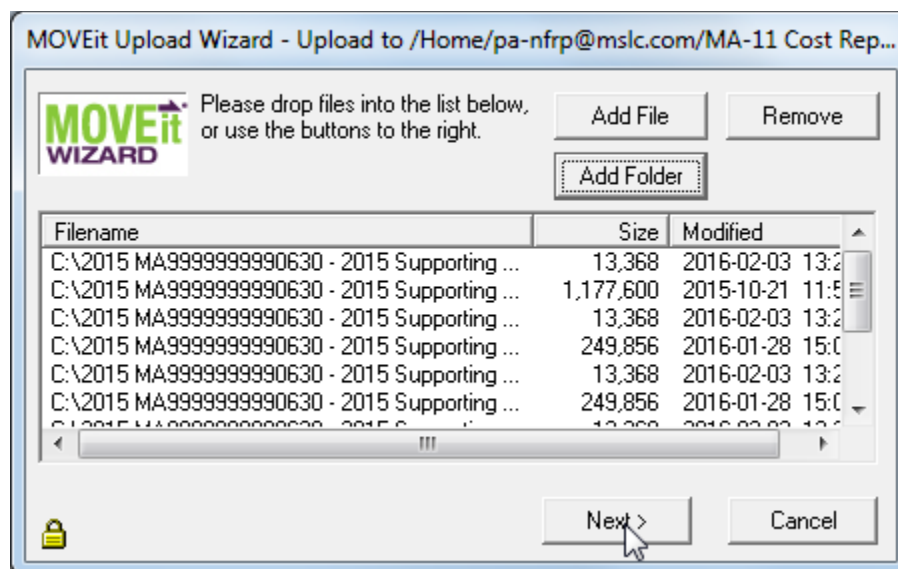 MOVEit Upload Wizard - Upload to /Home/pa-nfrp@mslc.com/MA-11 Cost Rep...
MOVEit
WIZARD
Please drop files into the list below,
or use the buttons to the right.
Add File
Remove
Add Folder
Filename Size Modified
C:\2015 MA9999999990630 - 2015 Supporting ... 13,368 2016-02-03 13:2
C:\2015 MA9999999990630 - 2015 Supporting ... 1,177,600 2015-10-21 11:5
C:\2015 MA9999999990630 - 2015 Supporting ... 13,368 2016-02-03 13:2
C:\2015 MA9999999990630 - 2015 Supporting ... 249,856 2016-01-28 15:0
C:\2015 MA9999999990630 - 2015 Supporting ... 13,368 2016-02-03 13:2
C:\2015 MA9999999990630 - 2015 Supporting ... 249,856 2016-01-28 15:0
Next >
Cancel